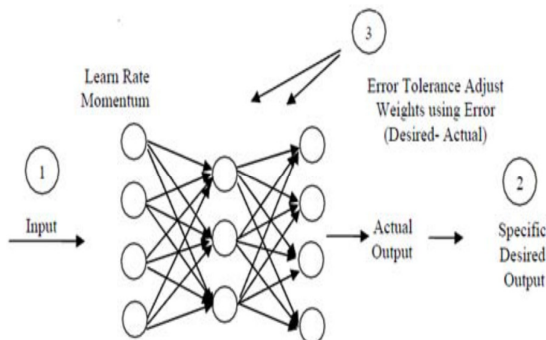 3
Learn Rate
Momentum
Error Tolerance Adjust
Weights using Error
(Desired- Actual)
1
2
Input
Actual
Output
Specific
Desired
Output